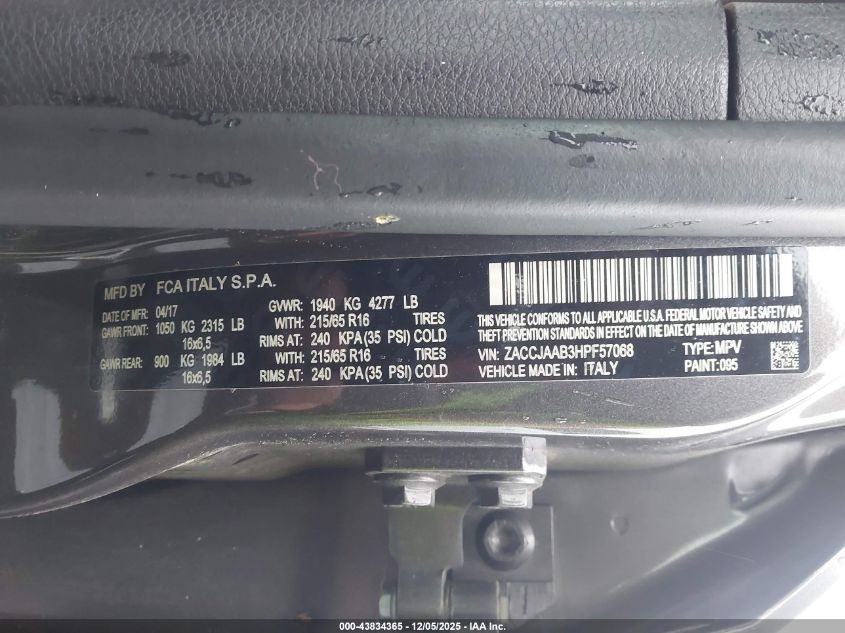 MFD BY FCA ITALY S.P.A.
DATE OF MFR: 04/17 GVWR: 1940 KG 4277 LB
GAWR FRONT: 1050 KG 2315 LB WITH: 215/65 R16 TIRES
16x6,5 RIMS AT: 240 KPA (35 PSI) COLD
GAWR REAR: 900 KG 1984 LB WITH: 215/65 R16 TIRES
16x6,5 RIMS AT: 240 KPA (35 PSI) COLD
THIS VEHICLE CONFORMS TO ALL APPLICABLE U.S.A. FEDERAL MOTOR VEHICLE SAFETY AND
THEFT PREVENTION STANDARDS IN EFFECT ON THE DATE OF MANUFACTURE SHOWN ABOVE.
VIN: ZACCJAAB3HPF57068 TYPE:MPV
VEHICLE MADE IN: ITALY PAINT:095
000-43834365 - 12/05/2025 - IAA Inc.